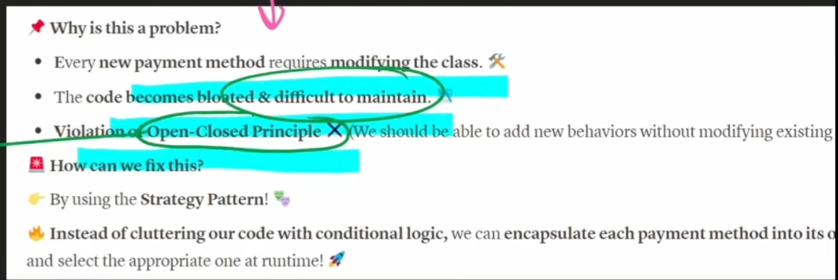 📌 Why is this a problem?
• Every new payment method requires modifying the class. 🛠️
• The code becomes bloated & difficult to maintain.
• Violation of Open-Closed Principle ❌ (We should be able to add new behaviors without modifying existing
🚨 How can we fix this?
👉 By using the Strategy Pattern! 🎭
🔥 Instead of cluttering our code with conditional logic, we can encapsulate each payment method into its
and select the appropriate one at runtime! 🚀